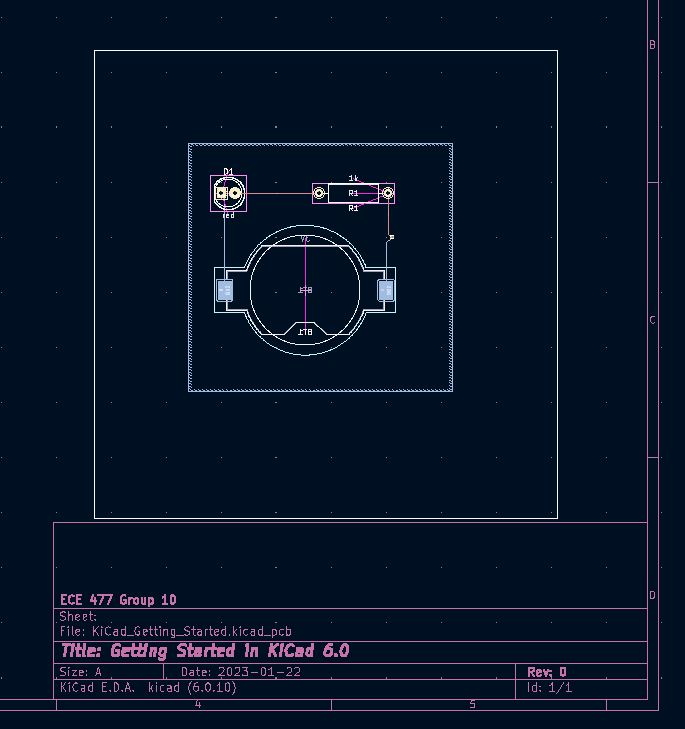 B
D1
1k
R1
red
R1
3V
BT1
BT1
C
D
ECE 477 Group 10
Sheet:
File: KiCad_Getting_Started.kicad_pcb
Title: Getting Started in KiCad 6.0
Size: A Date: 2023-01-22 Rev: 0
KiCad E.D.A. kicad (6.0.10) Id: 1/1
4 5